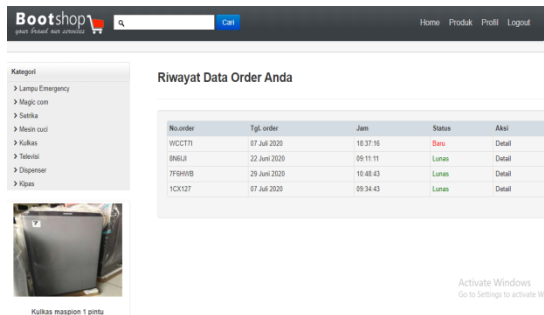 Bootshop
your brand our services
Cari
Home Produk Profil Logout
Kategori
> Lampu Emergency
> Magic com
> Setrika
> Mesin cuci
> Kulkas
> Televisi
> Dispenser
> Kipas
Kulkas maspion 1 pintu
Riwayat Data Order Anda
No.order Tgl. order Jam Status Aksi
WCCT7I 07 Juli 2020 18:37:16 Baru Detail
8N6IJI 22 Juni 2020 09:11:11 Lunas Detail
7F6HWB 29 Juni 2020 10:48:43 Lunas Detail
1CX127 07 Juli 2020 09:34:43 Lunas Detail
Activate Windows
Go to Settings to activate W